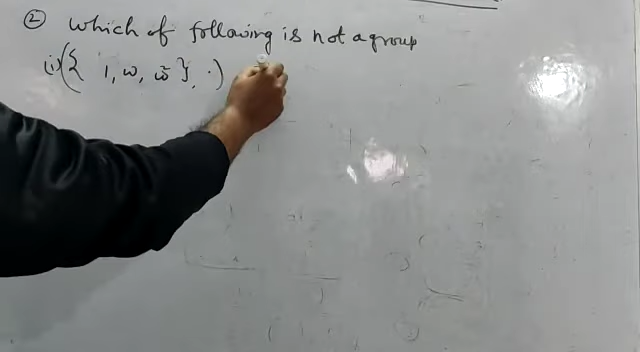 ② Which of following is not a group
(i) ({ 1, ω, ω² }, ·)